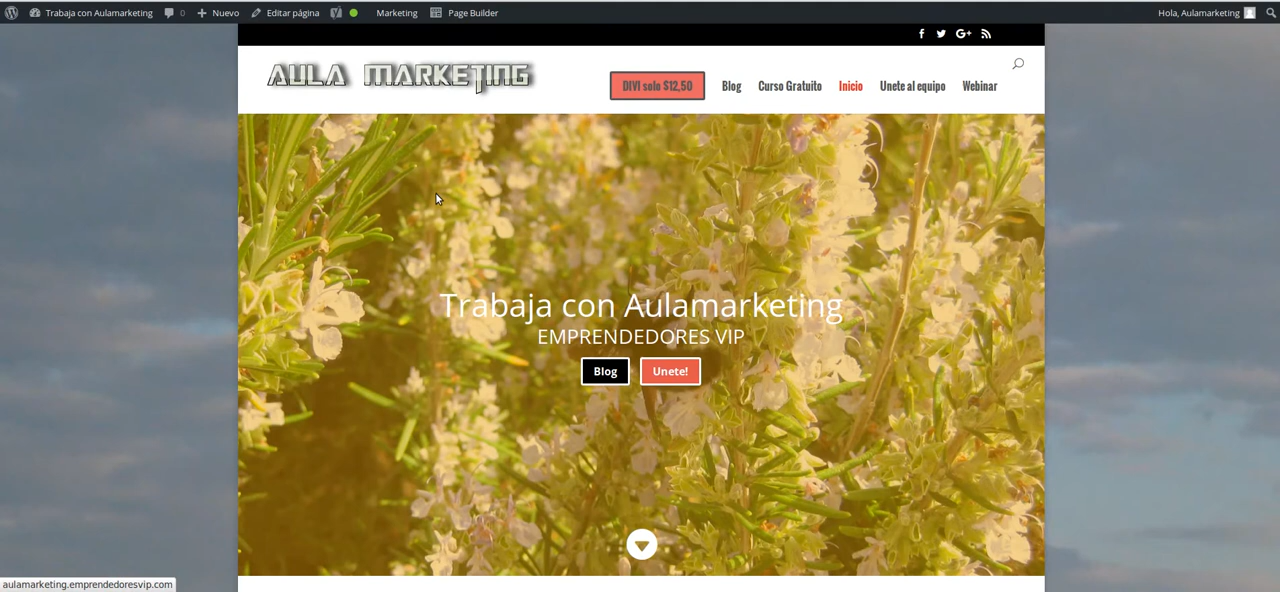 Trabaja con Aulamarketing 0 Nuevo Editar página Marketing Page Builder Hola, Aulamarketing
AULA MARKETING
DIVI solo $12,50 Blog Curso Gratuito Inicio Unete al equipo Webinar
Trabaja con Aulamarketing
EMPRENDEDORES VIP
Blog Unete!
aulamarketing.emprendedoresvip.com